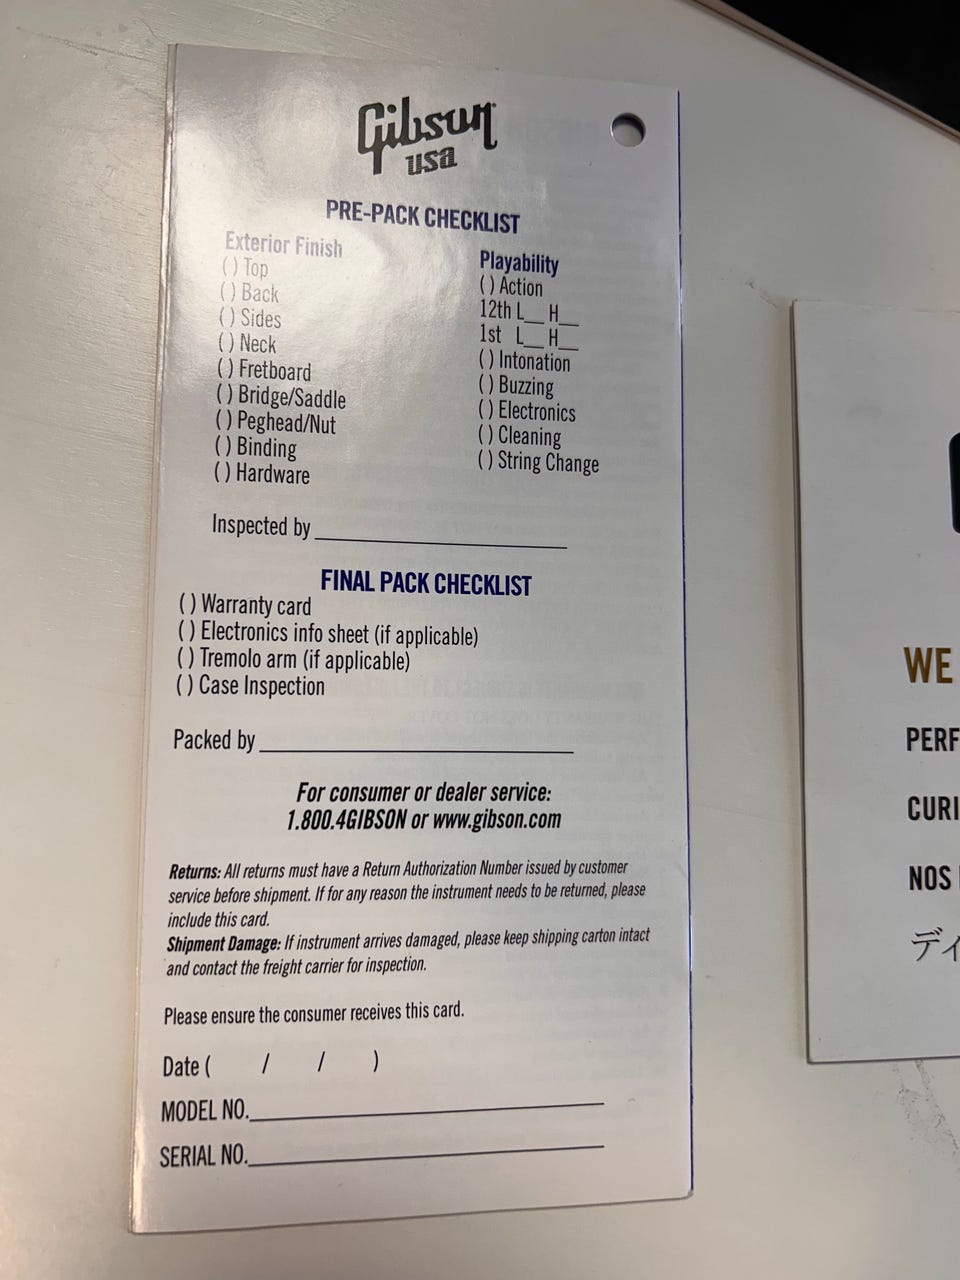 Gibson
USA
PRE-PACK CHECKLIST
Exterior Finish
( ) Top
( ) Back
( ) Sides
( ) Neck
( ) Fretboard
( ) Bridge/Saddle
( ) Peghead/Nut
( ) Binding
( ) Hardware
Playability
( ) Action
12th L__ H__
1st L__ H__
( ) Intonation
( ) Buzzing
( ) Electronics
( ) Cleaning
( ) String Change
Inspected by ____________________
FINAL PACK CHECKLIST
( ) Warranty card
( ) Electronics info sheet (if applicable)
( ) Tremolo arm (if applicable)
( ) Case Inspection
Packed by ____________________
For consumer or dealer service:
1.800.4GIBSON or www.gibson.com
Returns: All returns must have a Return Authorization Number issued by customer
service before shipment. If for any reason the instrument needs to be returned, please
include this card.
Shipment Damage: If instrument arrives damaged, please keep shipping carton intact
and contact the freight carrier for inspection.
Please ensure the consumer receives this card.
Date ( / / )
MODEL NO.____________________
SERIAL NO.____________________
WE
PERF
CURI
NOS
ディ